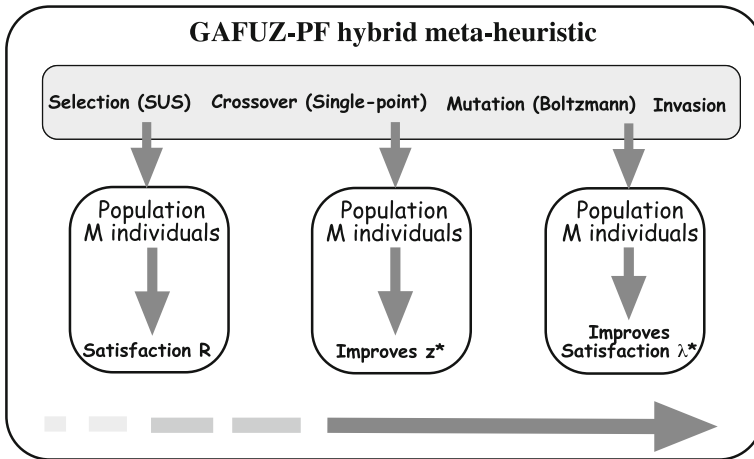 GAFUZ-PF hybrid meta-heuristic
Selection (SUS) Crossover (Single-point) Mutation (Boltzmann) Invasion
Population
M individuals
Satisfaction R
Population
M individuals
Improves z*
Population
M individuals
Improves
Satisfaction λ*